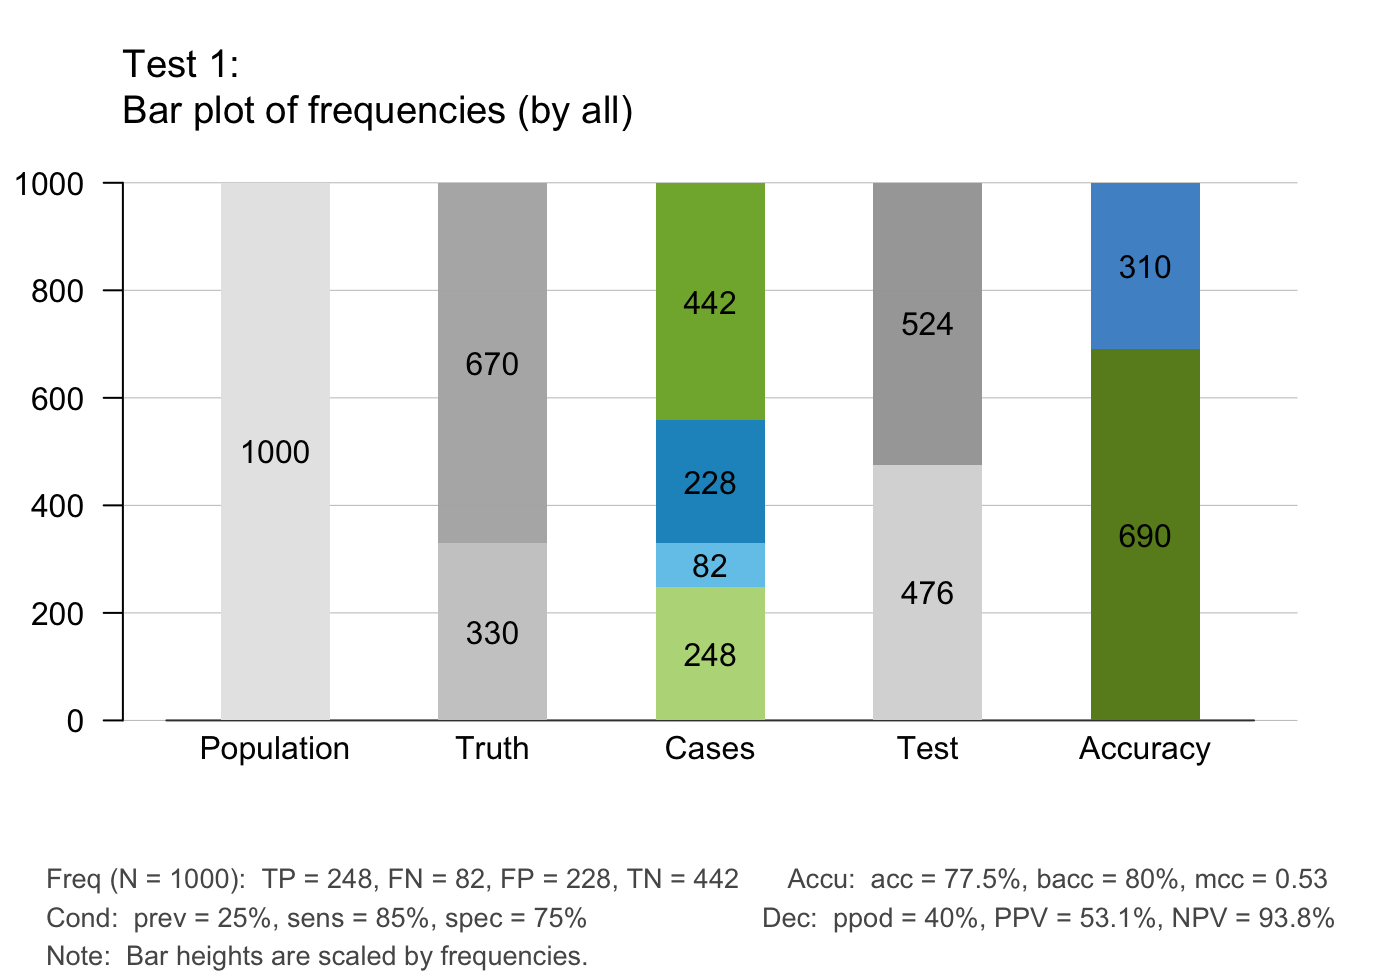 Test 1:
Bar plot of frequencies (by all)
1000
800
600
400
200
0
1000
670
330
442
228
82
248
524
476
310
690
Population Truth Cases Test Accuracy
Freq (N = 1000):  TP = 248, FN = 82, FP = 228, TN = 442 Accu:  acc = 77.5%, bacc = 80%, mcc = 0.53
Cond:  prev = 25%, sens = 85%, spec = 75% Dec:  ppod = 40%, PPV = 53.1%, NPV = 93.8%
Note:  Bar heights are scaled by frequencies.